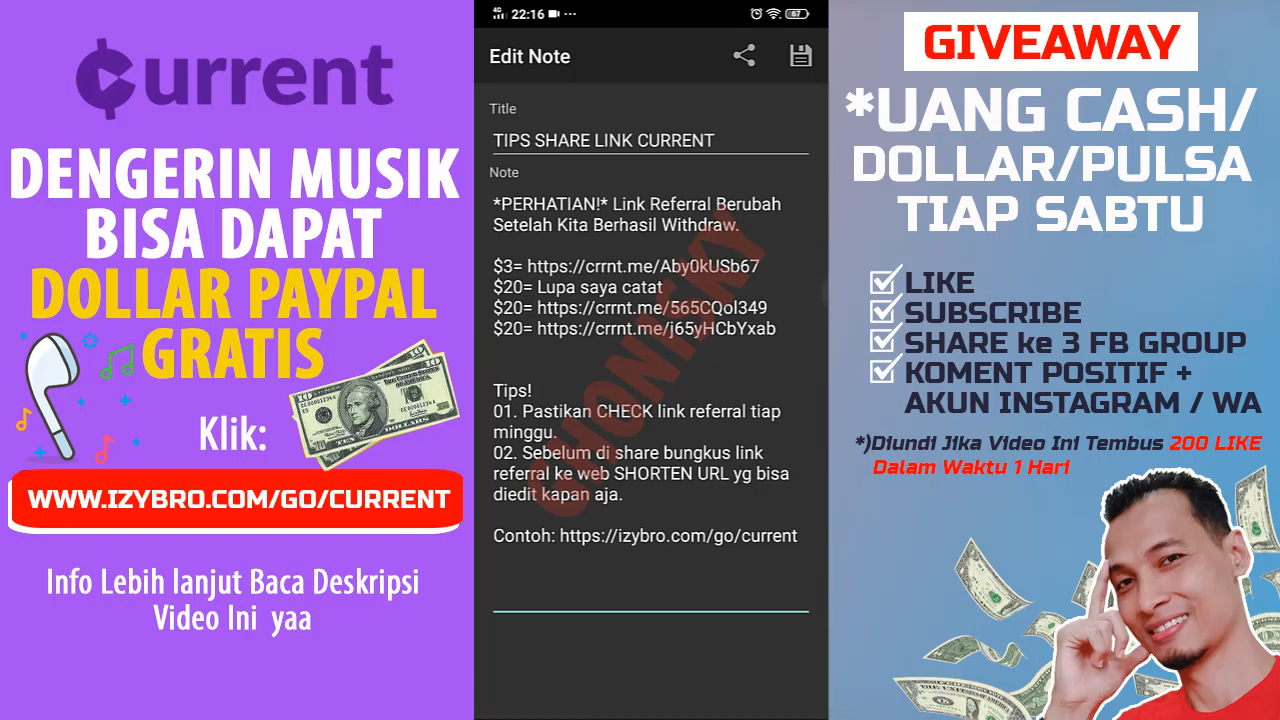 Current
DENGERIN MUSIK
BISA DAPAT
DOLLAR PAYPAL
GRATIS
Klik:
WWW.IZYBRO.COM/GO/CURRENT
Info Lebih lanjut Baca Deskripsi
Video Ini yaa
4G 22:16 67
Edit Note
Title
TIPS SHARE LINK CURRENT
Note
*PERHATIAN!* Link Referral Berubah
Setelah Kita Berhasil Withdraw.
$3= https://crrnt.me/Aby0kUSb67
$20= Lupa saya catat
$20= https://crrnt.me/565CQol349
$20= https://crrnt.me/j65yHCbYxab
Tips!
01. Pastikan CHECK link referral tiap
minggu.
02. Sebelum di share bungkus link
referral ke web SHORTEN URL yg bisa
diedit kapan aja.
Contoh: https://izybro.com/go/current
GIVEAWAY
*UANG CASH/
DOLLAR/PULSA
TIAP SABTU
LIKE
SUBSCRIBE
SHARE ke 3 FB GROUP
KOMENT POSITIF +
AKUN INSTAGRAM / WA
*)Diundi Jika Video Ini Tembus 200 LIKE
Dalam Waktu 1 Hari